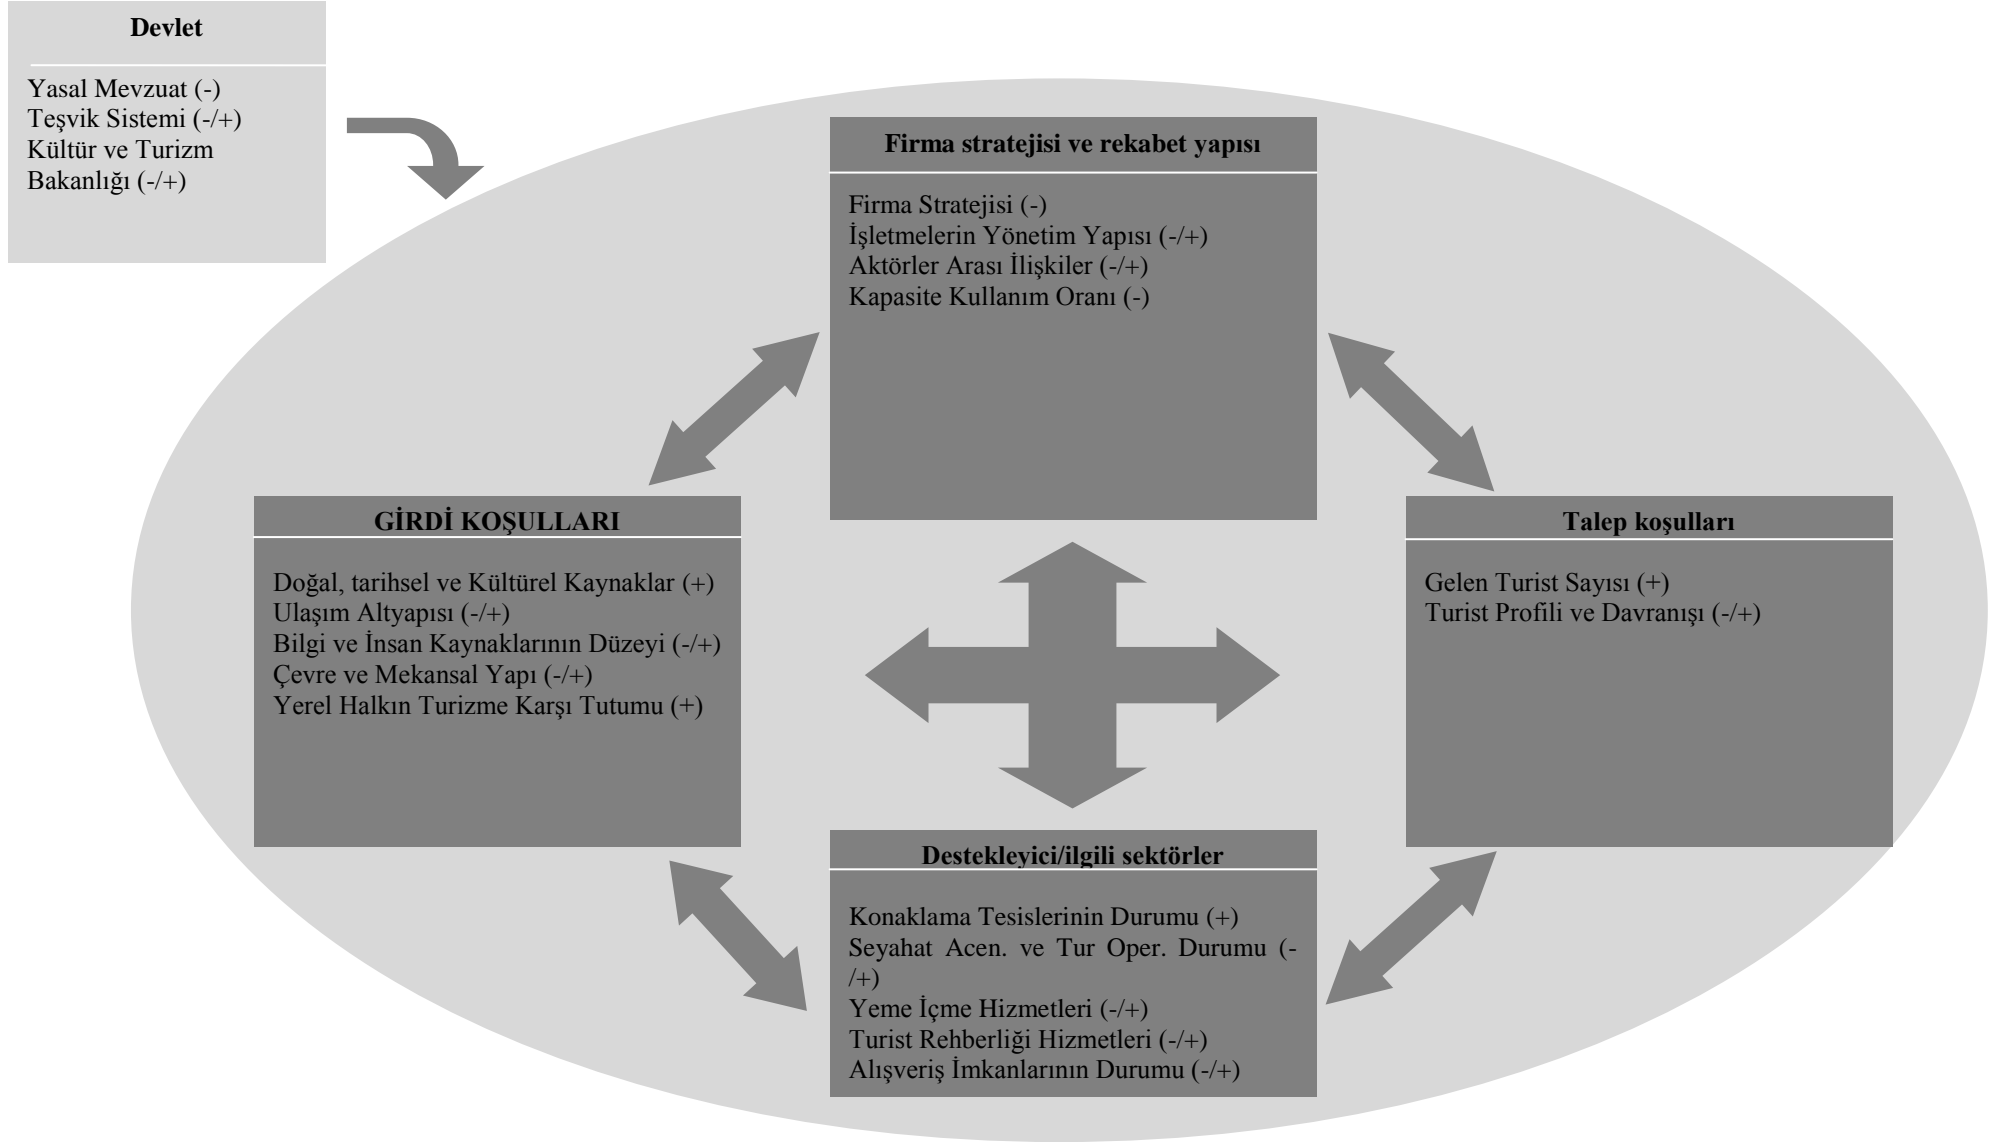 Devlet
Yasal Mevzuat (-)
Teşvik Sistemi (-/+)
Kültür ve Turizm
Bakanlığı (-/+)
Firma stratejisi ve rekabet yapısı
Firma Stratejisi (-)
İşletmelerin Yönetim Yapısı (-/+)
Aktörler Arası İlişkiler (-/+)
Kapasite Kullanım Oranı (-)
GİRDİ KOŞULLARI
Doğal, tarihsel ve Kültürel Kaynaklar (+)
Ulaşım Altyapısı (-/+)
Bilgi ve İnsan Kaynaklarının Düzeyi (-/+)
Çevre ve Mekansal Yapı (-/+)
Yerel Halkın Turizme Karşı Tutumu (+)
Talep koşulları
Gelen Turist Sayısı (+)
Turist Profili ve Davranışı (-/+)
Destekleyici/ilgili sektörler
Konaklama Tesislerinin Durumu (+)
Seyahat Acen. ve Tur Oper. Durumu (-
/+)
Yeme İçme Hizmetleri (-/+)
Turist Rehberliği Hizmetleri (-/+)
Alışveriş İmkanlarının Durumu (-/+)